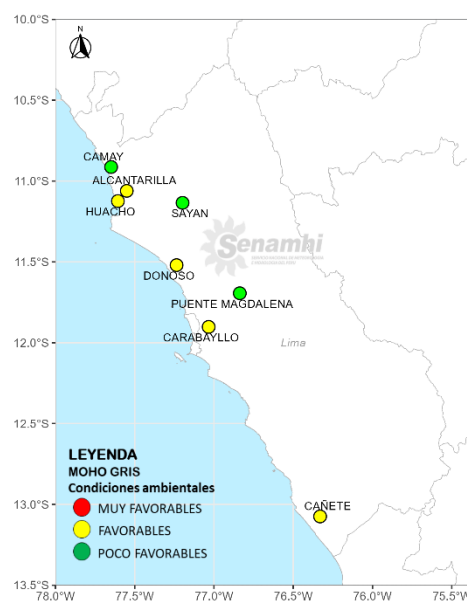 10.0°S
N
10.5°S
CAMAY
11.0°S
ALCANTARILLA
HUACHO
SAYAN
Senamhi
11.5°S
DONOSO
PUENTE MAGDALENA
12.0°S
CARABAYLLO
Lima
12.5°S
LEYENDA
MOHO GRIS
Condiciones ambientales
MUY FAVORABLES
FAVORABLES
POCO FAVORABLES
CAÑETE
13.0°S
13.5°S
78.0°W 77.5°W 77.0°W 76.5°W 76.0°W 75.5°W